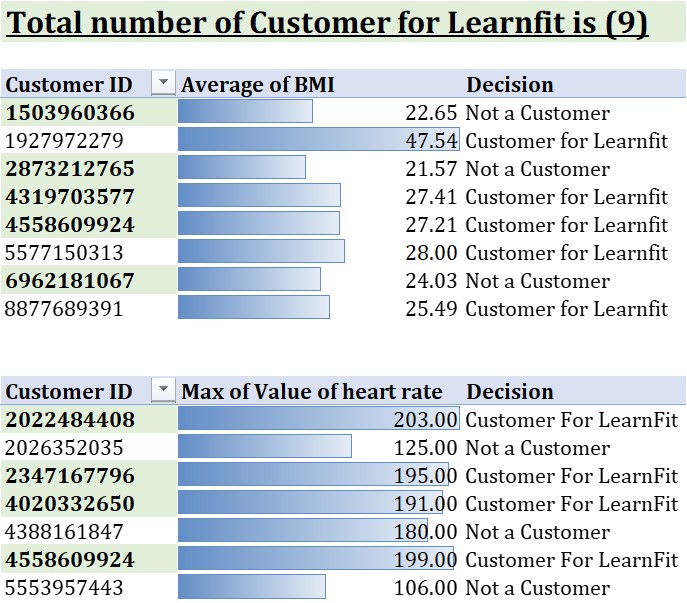 Total number of Customer for Learnfit is (9)
Customer ID Average of BMI Decision
1503960366 22.65 Not a Customer
1927972279 47.54 Customer for Learnfit
2873212765 21.57 Not a Customer
4319703577 27.41 Customer for Learnfit
4558609924 27.21 Customer for Learnfit
5577150313 28.00 Customer for Learnfit
6962181067 24.03 Not a Customer
8877689391 25.49 Customer for Learnfit
Customer ID Max of Value of heart rate Decision
2022484408 203.00 Customer For LearnFit
2026352035 125.00 Not a Customer
2347167796 195.00 Customer For LearnFit
4020332650 191.00 Customer For LearnFit
4388161847 180.00 Not a Customer
4558609924 199.00 Customer For LearnFit
5553957443 106.00 Not a Customer